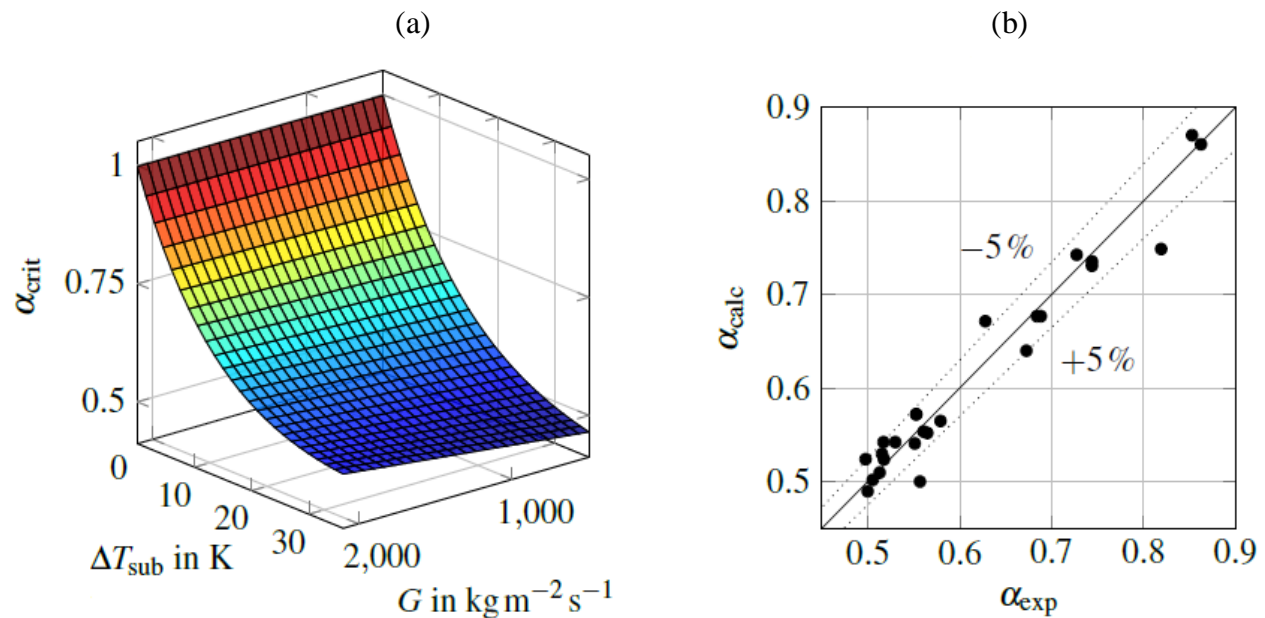 (a)
1
0.75
0.5
α_crit
0
10
20
30
ΔT_sub in K
2,000
1,000
G in kg m⁻² s⁻¹
(b)
0.9
0.8
0.7
0.6
0.5
α_calc
−5 %
+5 %
0.5 0.6 0.7 0.8 0.9
α_exp